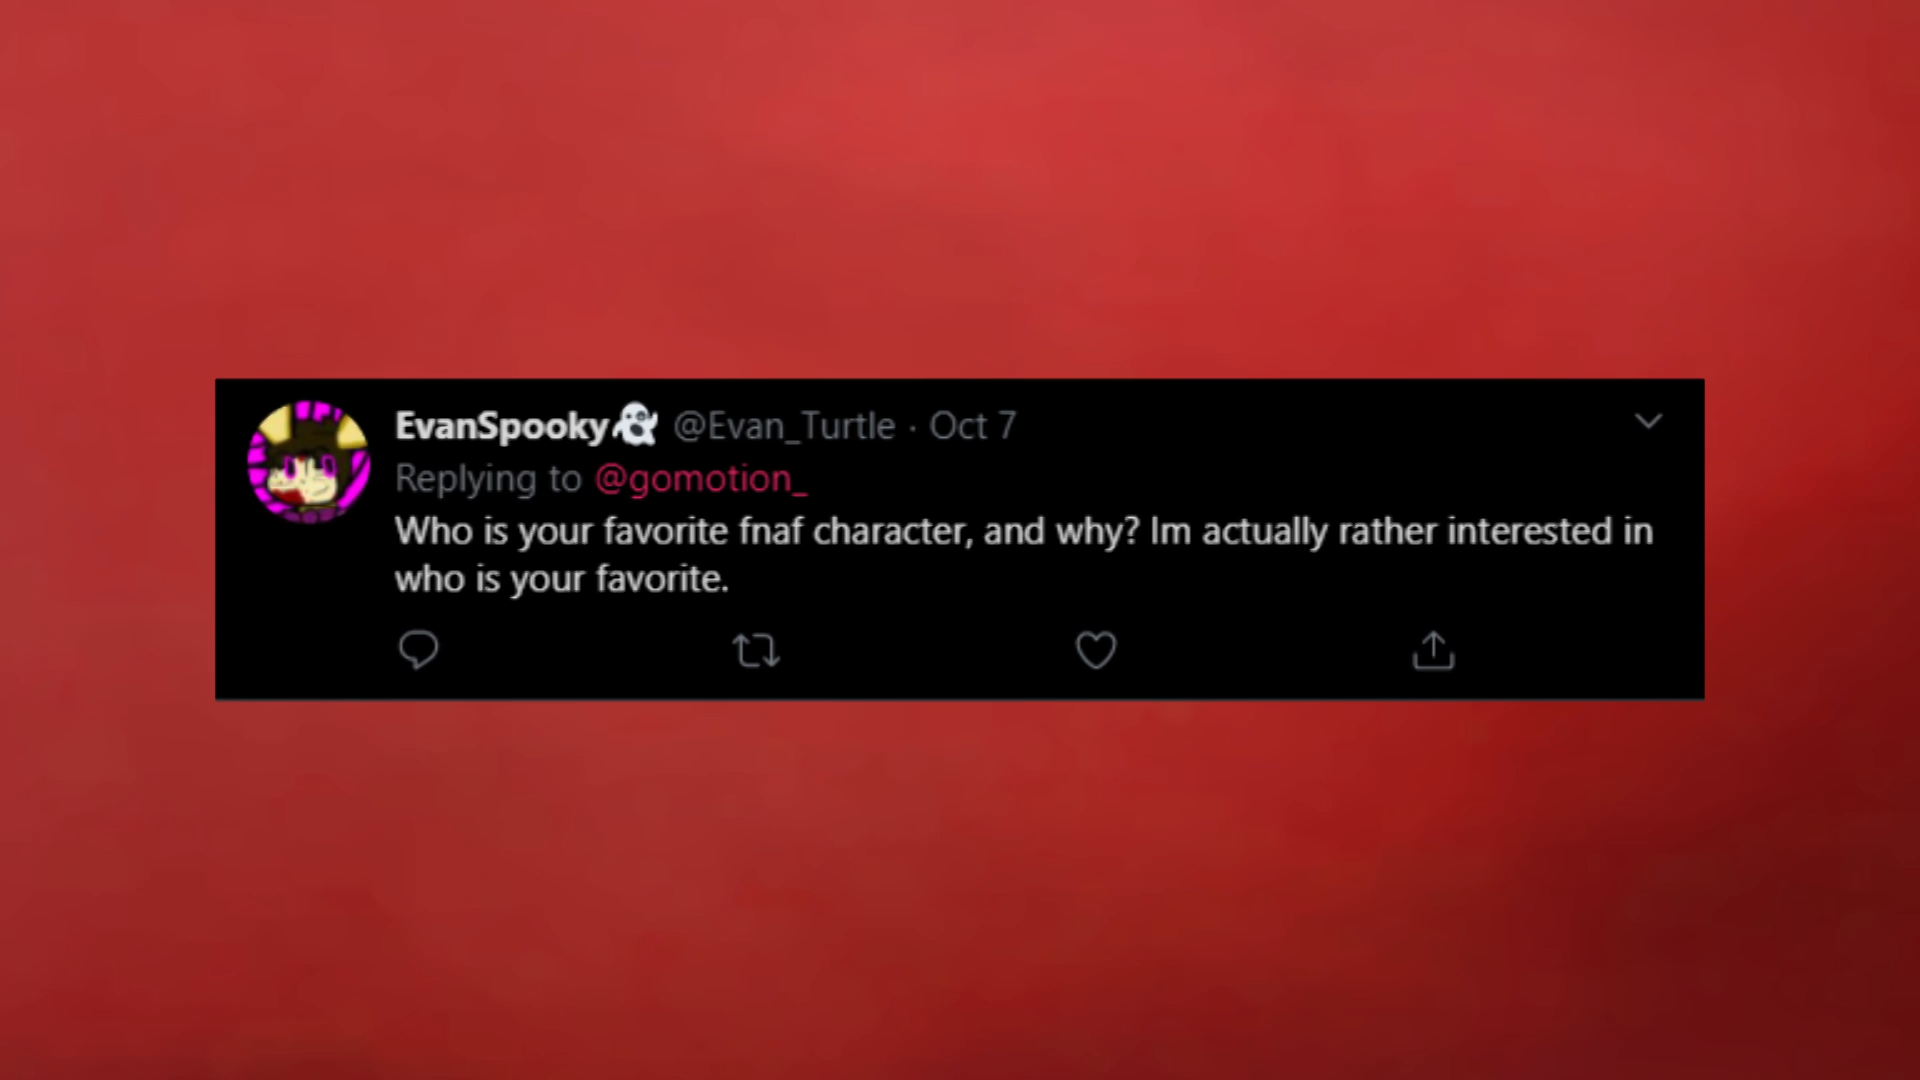 EvanSpooky👻 @Evan_Turtle · Oct 7
Replying to @gomotion_
Who is your favorite fnaf character, and why? Im actually rather interested in
who is your favorite.